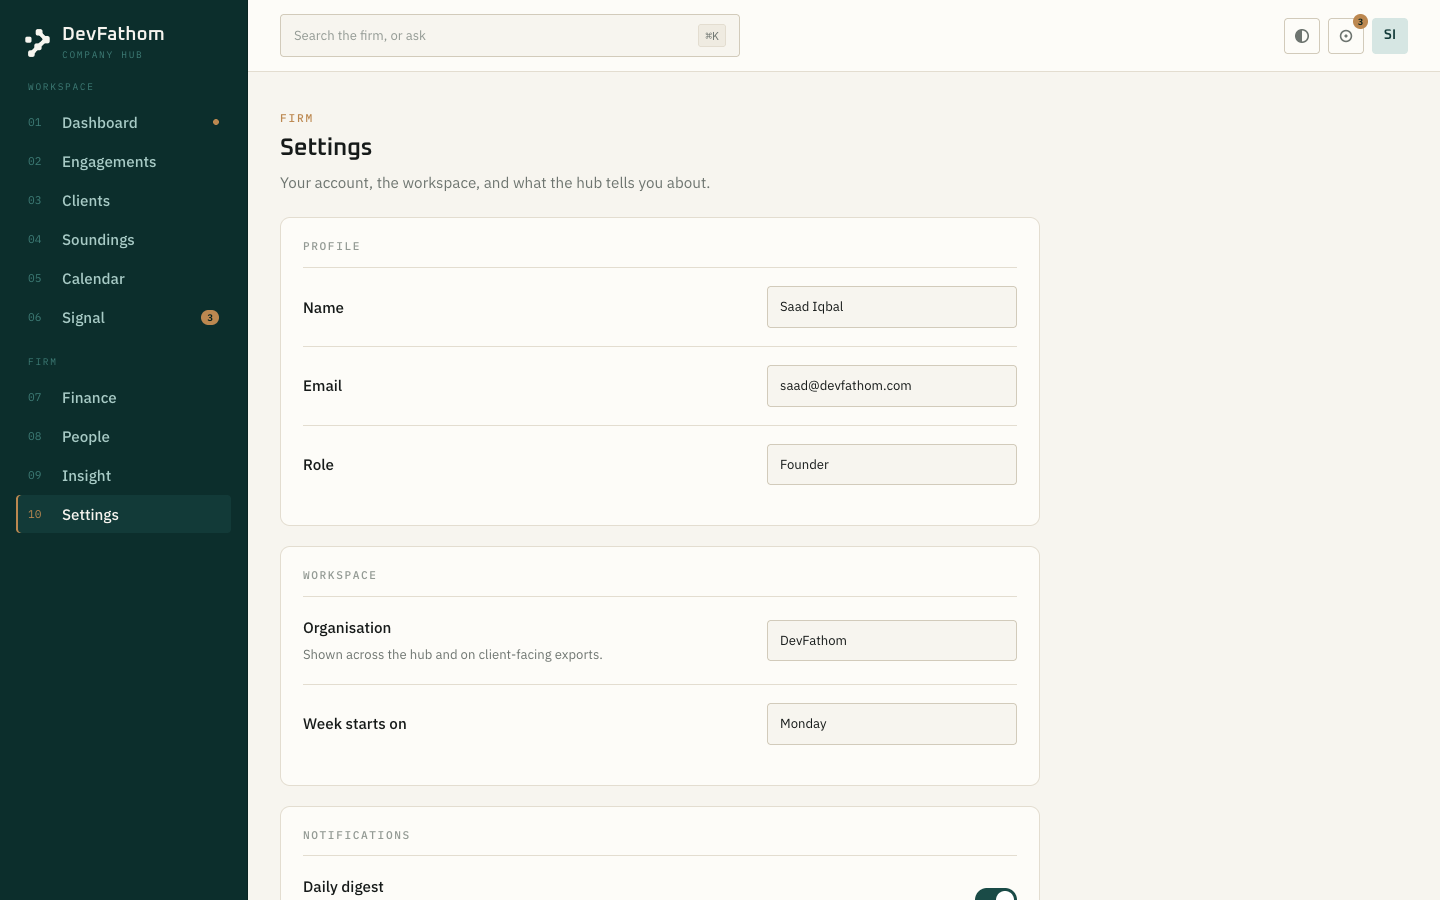 DevFathom
COMPANY HUB
WORKSPACE
01 Dashboard
02 Engagements
03 Clients
04 Soundings
05 Calendar
06 Signal 3
FIRM
07 Finance
08 People
09 Insight
10 Settings
Search the firm, or ask ⌘K
3
SI
FIRM
Settings
Your account, the workspace, and what the hub tells you about.
PROFILE
Name Saad Iqbal
Email saad@devfathom.com
Role Founder
WORKSPACE
Organisation
Shown across the hub and on client-facing exports.
DevFathom
Week starts on Monday
NOTIFICATIONS
Daily digest